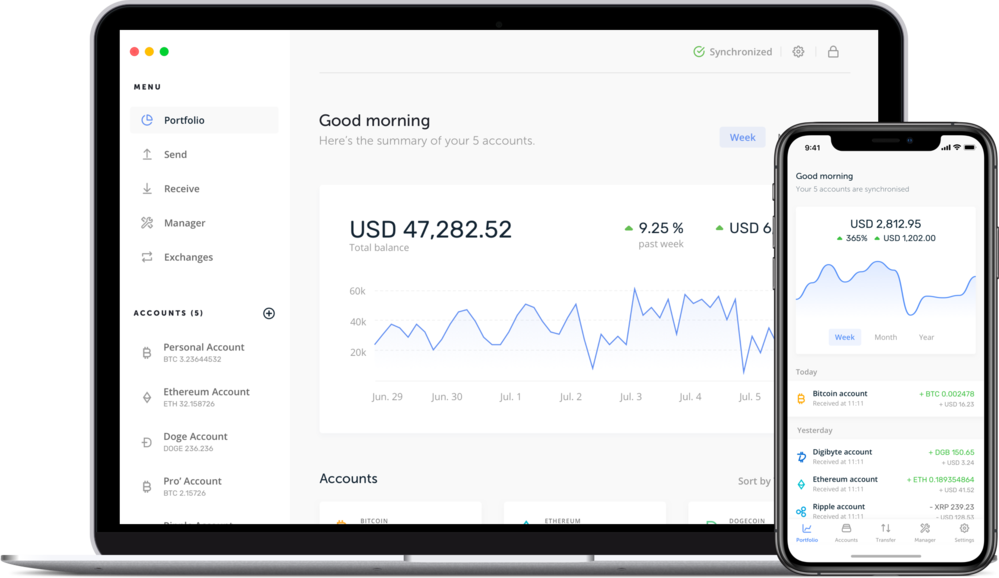 Synchronized
MENU
Portfolio
Send
Receive
Manager
Exchanges
ACCOUNTS (5)
Personal Account
BTC 3.23644532
Ethereum Account
ETH 32.158726
Doge Account
DOGE 236.236
Pro' Account
BTC 2.15726
Good morning
Here's the summary of your 5 accounts.
Week
USD 47,282.52
Total balance
9.25 %
past week
USD 6
60k
40k
20k
Jun. 29
Jun. 30
Jul. 1
Jul. 2
Jul. 3
Jul. 4
Jul. 5
Accounts
Sort by
BITCOIN
ETHEREUM
DOGECOIN
9:41
Good morning
Your 5 accounts are synchronised
USD 2,812.95
365% USD 1,202.00
Week Month Year
Today
Bitcoin account + BTC 0.002478
Received at 11:11 + USD 16.23
Yesterday
Digibyte account + DGB 150.65
Received at 11:11 + USD 3.24
Ethereum account + ETH 0.189354864
Received at 11:11 + USD 41.52
Ripple account - XRP 239.23
Received at 11:11 - USD 128.53
Portfolio Accounts Transfer Manager Settings